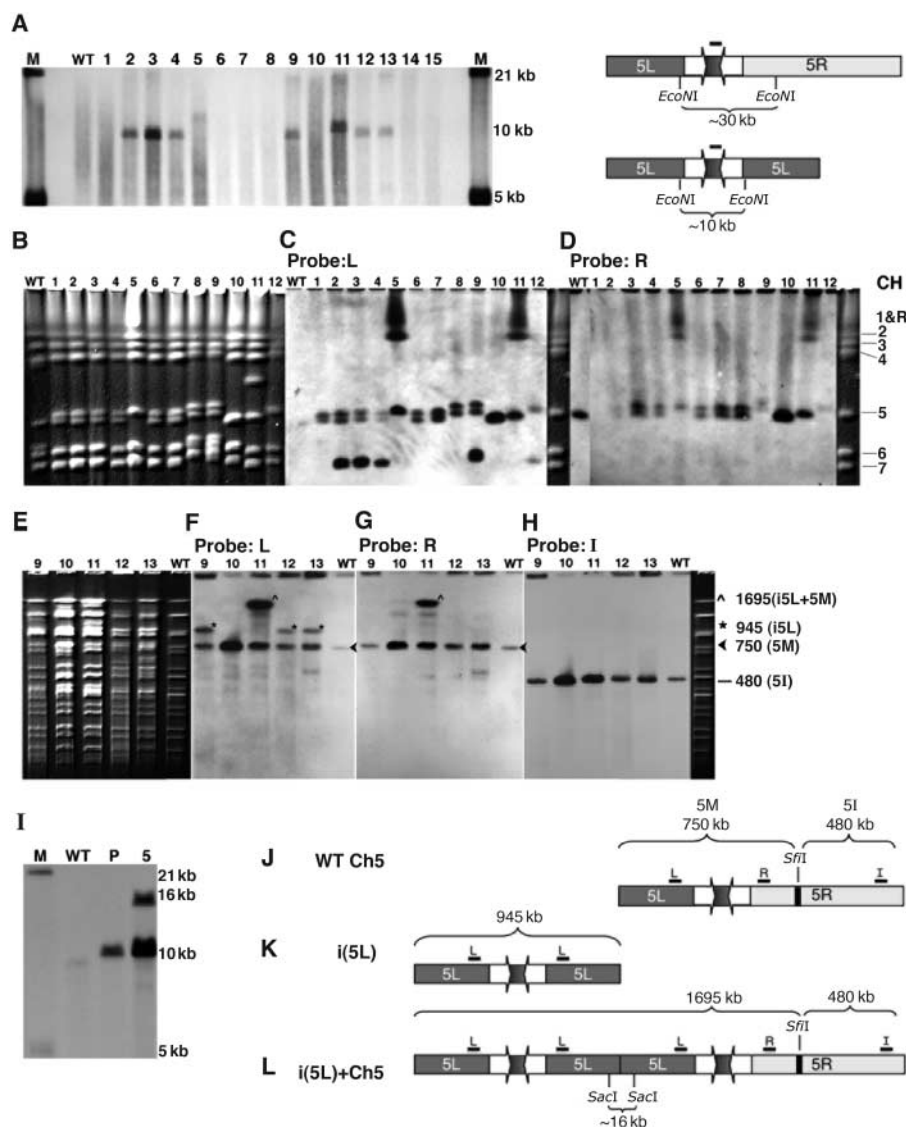 A
M WT 1 2 3 4 5 6 7 8 9 10 11 12 13 14 15 M
21 kb
10 kb
5 kb
5L 5R
EcoNI EcoNI
~30 kb
5L 5L
EcoNI EcoNI
~10 kb
B C D
Probe:L Probe: R
WT 1 2 3 4 5 6 7 8 9 10 11 12 WT 1 2 3 4 5 6 7 8 9 10 11 12 WT 1 2 3 4 5 6 7 8 9 10 11 12 CH
1&R
2
3
4
5
6
7
E F G H
Probe: L Probe: R Probe: I
9 10 11 12 13 WT 9 10 11 12 13 WT 9 10 11 12 13 WT 9 10 11 12 13 WT
^ 1695(i5L+5M)
* 945 (i5L)
750 (5M)
480 (5I)
I
M WT P 5
21 kb
16 kb
10 kb
5 kb
J WT Ch5
5M 5I
750 kb 480 kb
SfiI
L R I
5L 5R
K i(5L)
945 kb
L L
5L 5L
L i(5L)+Ch5
1695 kb 480 kb
SfiI
L L L R I
5L 5L 5L 5R
SacI SacI
~16 kb